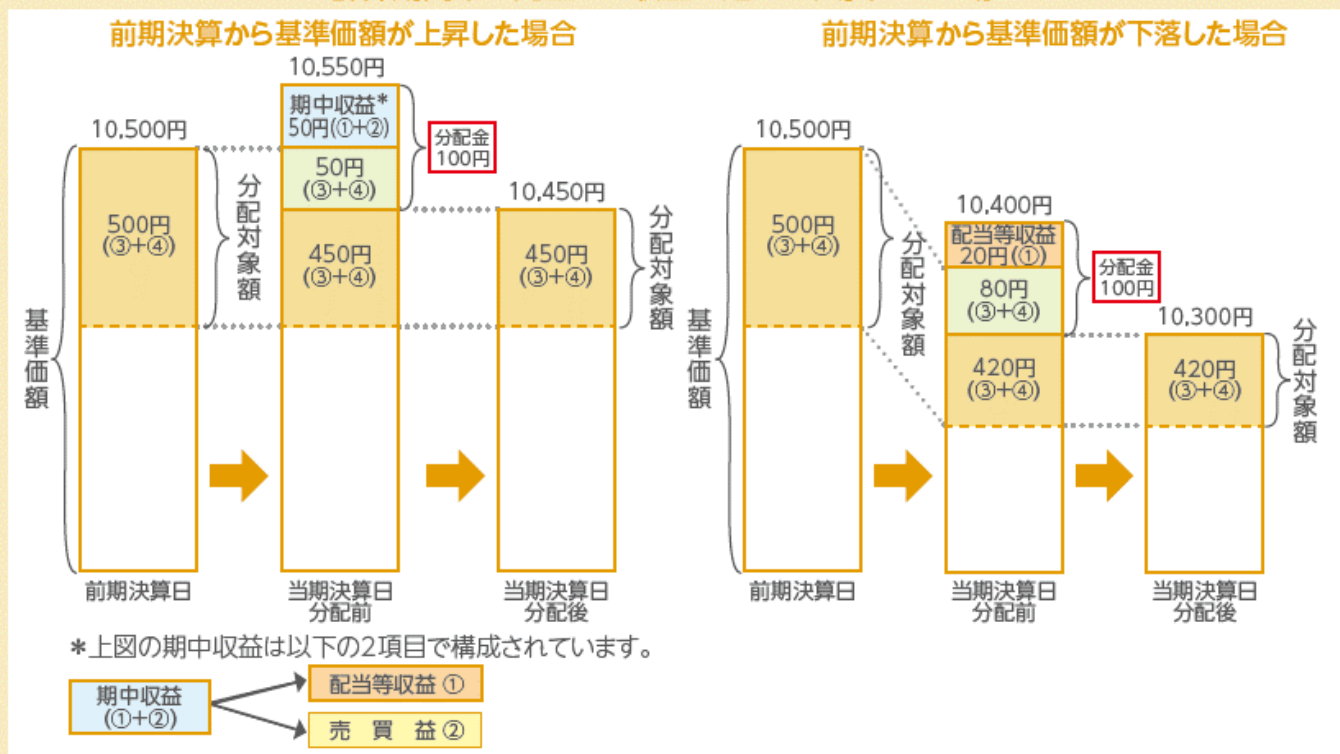 前期決算から基準価額が上昇した場合
10,500円
500円
(③+④)
分配対象額
基準価額
前期決算日
10,550円
期中収益*
50円(①+②)
50円
(③+④)
450円
(③+④)
分配金
100円
当期決算日
分配前
10,450円
450円
(③+④)
分配対象額
当期決算日
分配後
前期決算から基準価額が下落した場合
10,500円
500円
(③+④)
分配対象額
基準価額
前期決算日
10,400円
配当等収益
20円(①)
80円
(③+④)
420円
(③+④)
分配金
100円
当期決算日
分配前
10,300円
420円
(③+④)
分配対象額
当期決算日
分配後
*上図の期中収益は以下の2項目で構成されています。
期中収益
(①+②)
配当等収益 ①
売 買 益 ②